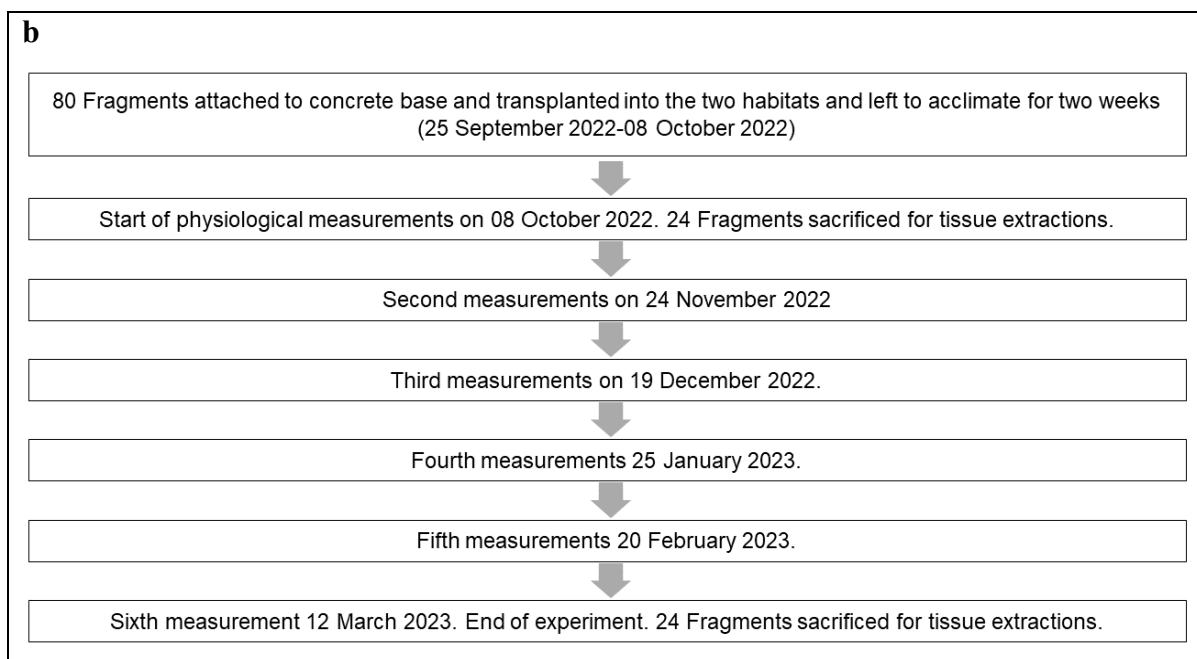 b
80 Fragments attached to concrete base and transplanted into the two habitats and left to acclimate for two weeks
(25 September 2022-08 October 2022)
Start of physiological measurements on 08 October 2022. 24 Fragments sacrificed for tissue extractions.
Second measurements on 24 November 2022
Third measurements on 19 December 2022.
Fourth measurements 25 January 2023.
Fifth measurements 20 February 2023.
Sixth measurement 12 March 2023. End of experiment. 24 Fragments sacrificed for tissue extractions.